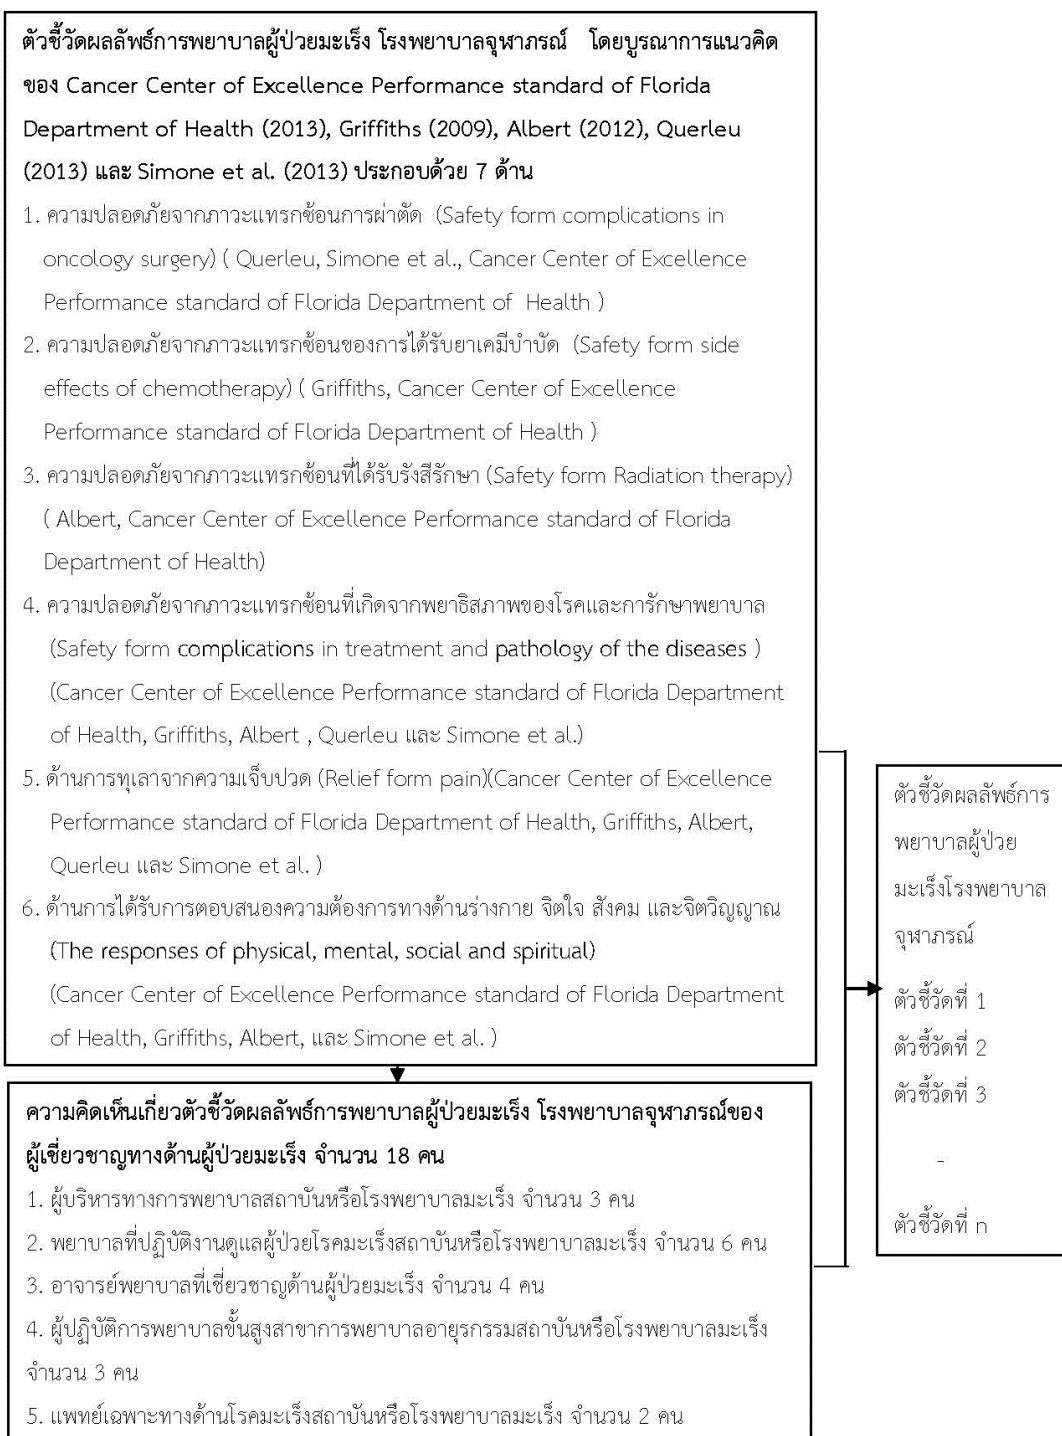 ตัวชี้วัดผลลัพธ์การพยาบาลผู้ป่วยมะเร็ง โรงพยาบาลจุฬาภรณ์ โดยบูรณาการแนวคิด
ของ Cancer Center of Excellence Performance standard of Florida
Department of Health (2013), Griffiths (2009), Albert (2012), Querleu
(2013) และ Simone et al. (2013) ประกอบด้วย 7 ด้าน
1. ความปลอดภัยจากภาวะแทรกซ้อนการผ่าตัด (Safety form complications in
oncology surgery) ( Querleu, Simone et al., Cancer Center of Excellence
Performance standard of Florida Department of Health )
2. ความปลอดภัยจากภาวะแทรกซ้อนของการได้รับยาเคมีบำบัด (Safety form side
effects of chemotherapy) ( Griffiths, Cancer Center of Excellence
Performance standard of Florida Department of Health )
3. ความปลอดภัยจากภาวะแทรกซ้อนที่ได้รับรังสีรักษา (Safety form Radiation therapy)
( Albert, Cancer Center of Excellence Performance standard of Florida
Department of Health)
4. ความปลอดภัยจากภาวะแทรกซ้อนที่เกิดจากพยาธิสภาพของโรคและการักษาพยาบาล
(Safety form complications in treatment and pathology of the diseases )
(Cancer Center of Excellence Performance standard of Florida Department
of Health, Griffiths, Albert , Querleu และ Simone et al.)
5. ด้านการทุเลาจากความเจ็บปวด (Relief form pain)(Cancer Center of Excellence
Performance standard of Florida Department of Health, Griffiths, Albert,
Querleu และ Simone et al. )
6. ด้านการได้รับการตอบสนองความต้องการทางด้านร่างกาย จิตใจ สังคม และจิตวิญญาณ
(The responses of physical, mental, social and spiritual)
(Cancer Center of Excellence Performance standard of Florida Department
of Health, Griffiths, Albert, และ Simone et al. )
ความคิดเห็นเกี่ยวตัวชี้วัดผลลัพธ์การพยาบาลผู้ป่วยมะเร็ง โรงพยาบาลจุฬาภรณ์ของ
ผู้เชี่ยวชาญทางด้านผู้ป่วยมะเร็ง จำนวน 18 คน
1. ผู้บริหารทางการพยาบาลสถาบันหรือโรงพยาบาลมะเร็ง จำนวน 3 คน
2. พยาบาลที่ปฏิบัติงานดูแลผู้ป่วยโรคมะเร็งสถาบันหรือโรงพยาบาลมะเร็ง จำนวน 6 คน
3. อาจารย์พยาบาลที่เชี่ยวชาญด้านผู้ป่วยมะเร็ง จำนวน 4 คน
4. ผู้ปฏิบัติการพยาบาลขั้นสูงสาขาการพยาบาลอายุรกรรมสถาบันหรือโรงพยาบาลมะเร็ง
จำนวน 3 คน
5. แพทย์เฉพาะทางด้านโรคมะเร็งสถาบันหรือโรงพยาบาลมะเร็ง จำนวน 2 คน
ตัวชี้วัดผลลัพธ์การ
พยาบาลผู้ป่วย
มะเร็งโรงพยาบาล
จุฬาภรณ์
ตัวชี้วัดที่ 1
ตัวชี้วัดที่ 2
ตัวชี้วัดที่ 3
-
ตัวชี้วัดที่ n